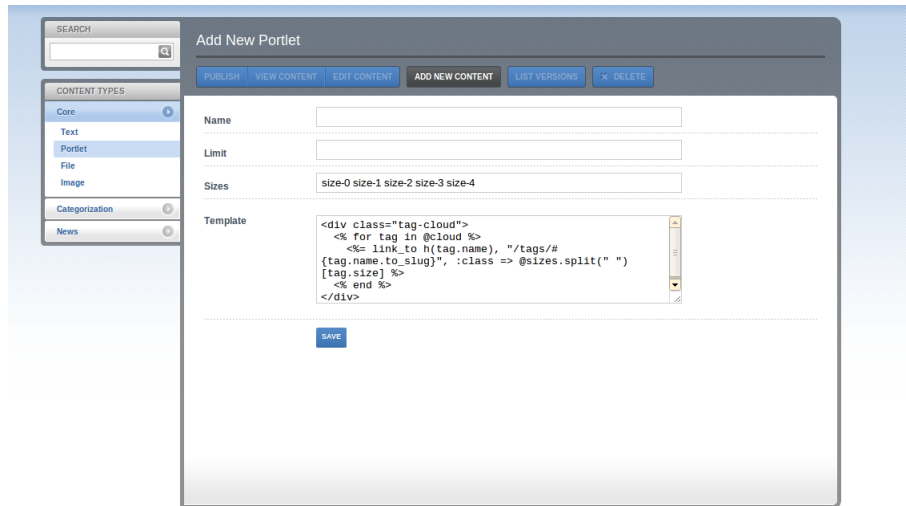 SEARCH
CONTENT TYPES
Core
Text
Portlet
File
Image
Categorization
News
Add New Portlet
PUBLISH VIEW CONTENT EDIT CONTENT ADD NEW CONTENT LIST VERSIONS × DELETE
Name
Limit
Sizes size-0 size-1 size-2 size-3 size-4
Template
<div class="tag-cloud">
<% for tag in @cloud %>
<%= link_to h(tag.name), "/tags/#
{tag.name.to_slug}", :class => @sizes.split(" ")
[tag.size] %>
<% end %>
</div>
SAVE